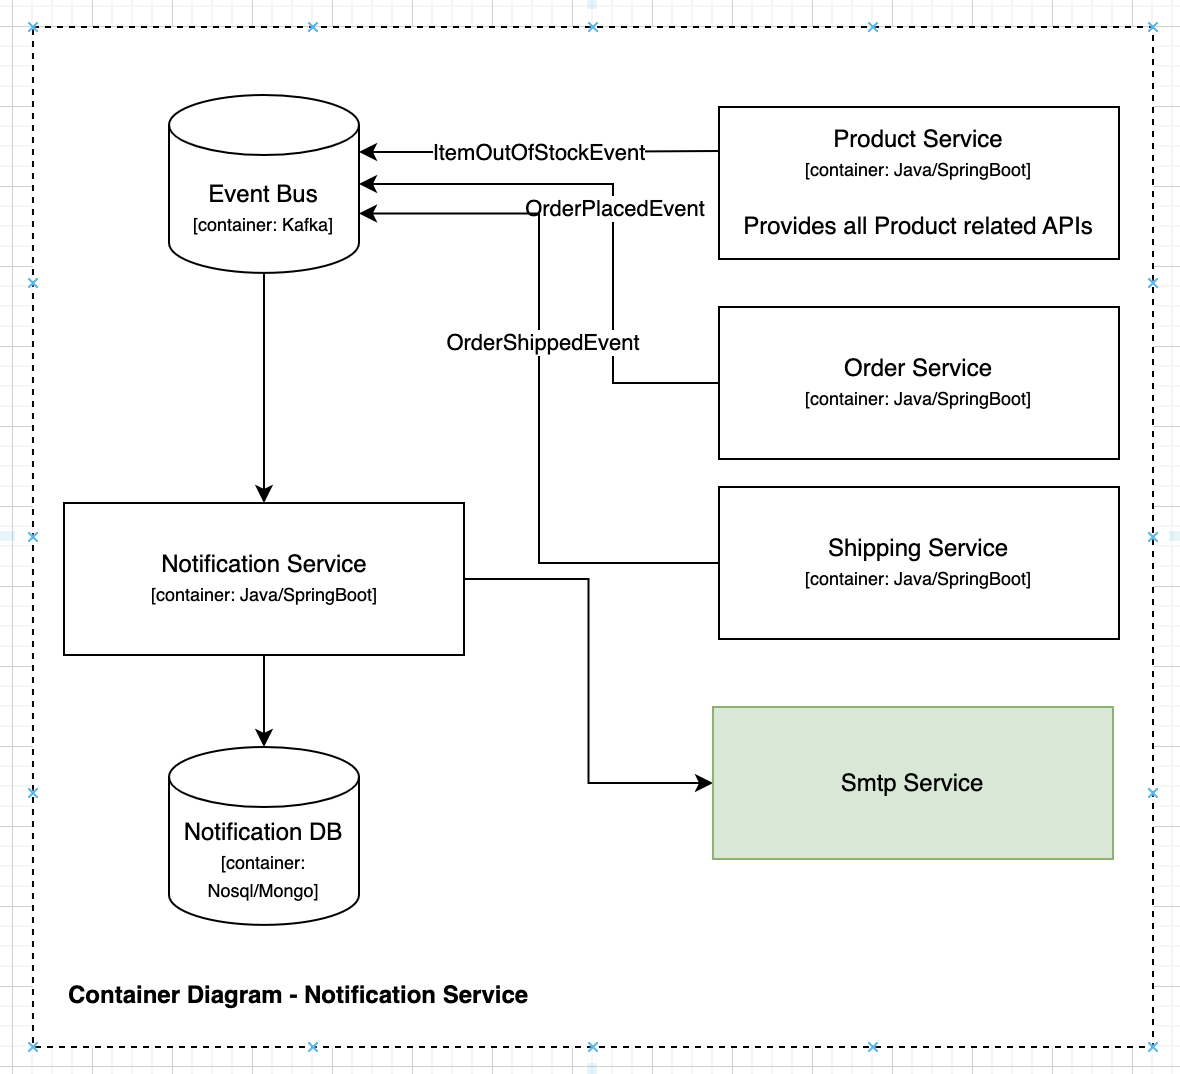 Event Bus
[container: Kafka]
ItemOutOfStockEvent
OrderPlacedEvent
OrderShippedEvent
Product Service
[container: Java/SpringBoot]
Provides all Product related APIs
Order Service
[container: Java/SpringBoot]
Shipping Service
[container: Java/SpringBoot]
Notification Service
[container: Java/SpringBoot]
Smtp Service
Notification DB
[container:
Nosql/Mongo]
Container Diagram - Notification Service